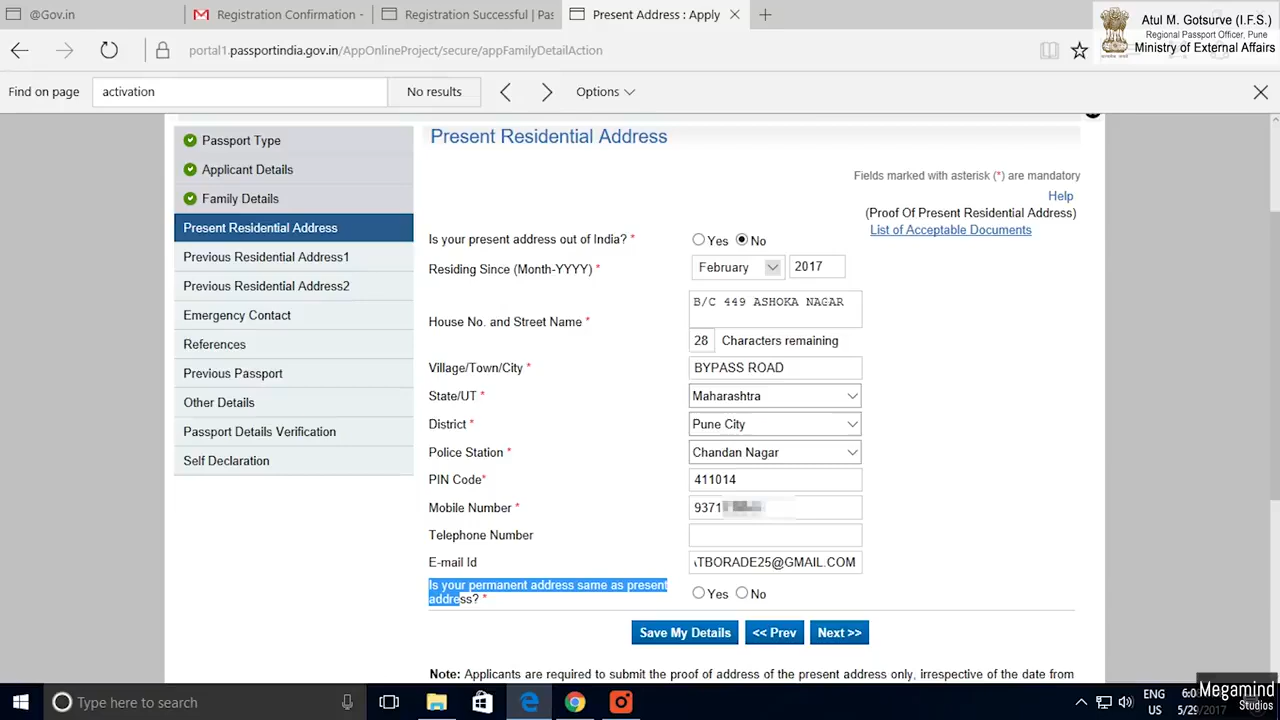 @Gov.in
Registration Confirmation -
Registration Successful | Pas
Present Address : Apply
Atul M. Gotsurve (I.F.S.)
Regional Passport Officer, Pune
Ministry of External Affairs
portal1.passportindia.gov.in/AppOnlineProject/secure/appFamilyDetailAction
Find on page
activation
No results
Options
Passport Type
Applicant Details
Family Details
Present Residential Address
Previous Residential Address1
Previous Residential Address2
Emergency Contact
References
Previous Passport
Other Details
Passport Details Verification
Self Declaration
Present Residential Address
Fields marked with asterisk (*) are mandatory
Help
(Proof Of Present Residential Address)
List of Acceptable Documents
Is your present address out of India? * Yes No
Residing Since (Month-YYYY) * February 2017
House No. and Street Name * B/C 449 ASHOKA NAGAR
28 Characters remaining
Village/Town/City * BYPASS ROAD
State/UT * Maharashtra
District * Pune City
Police Station * Chandan Nagar
PIN Code* 411014
Mobile Number * 9371
Telephone Number
E-mail Id TBORADE25@GMAIL.COM
Is your permanent address same as present
address? * Yes No
Save My Details << Prev Next >>
Note: Applicants are required to submit the proof of address of the present address only, irrespective of the date from
Type here to search
ENG
US
6:0
5/29/2017
Megamind
Studios